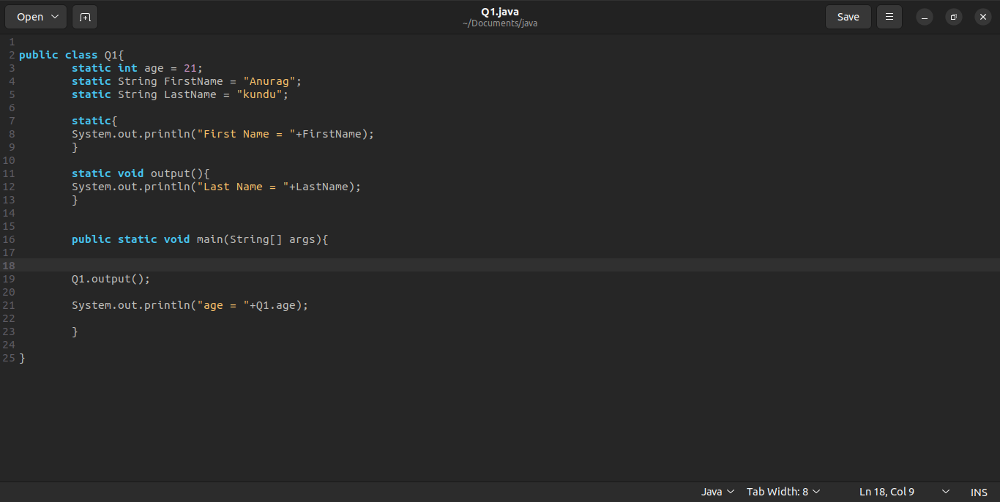 Open
Q1.java
~/Documents/java
Save
1
2 public class Q1{
3         static int age = 21;
4         static String FirstName = "Anurag";
5         static String LastName = "kundu";
6
7         static{
8         System.out.println("First Name = "+FirstName);
9         }
10
11         static void output(){
12         System.out.println("Last Name = "+LastName);
13         }
14
15
16         public static void main(String[] args){
17
18
19         Q1.output();
20
21         System.out.println("age = "+Q1.age);
22
23         }
24
25 }
Java Tab Width: 8 Ln 18, Col 9 INS